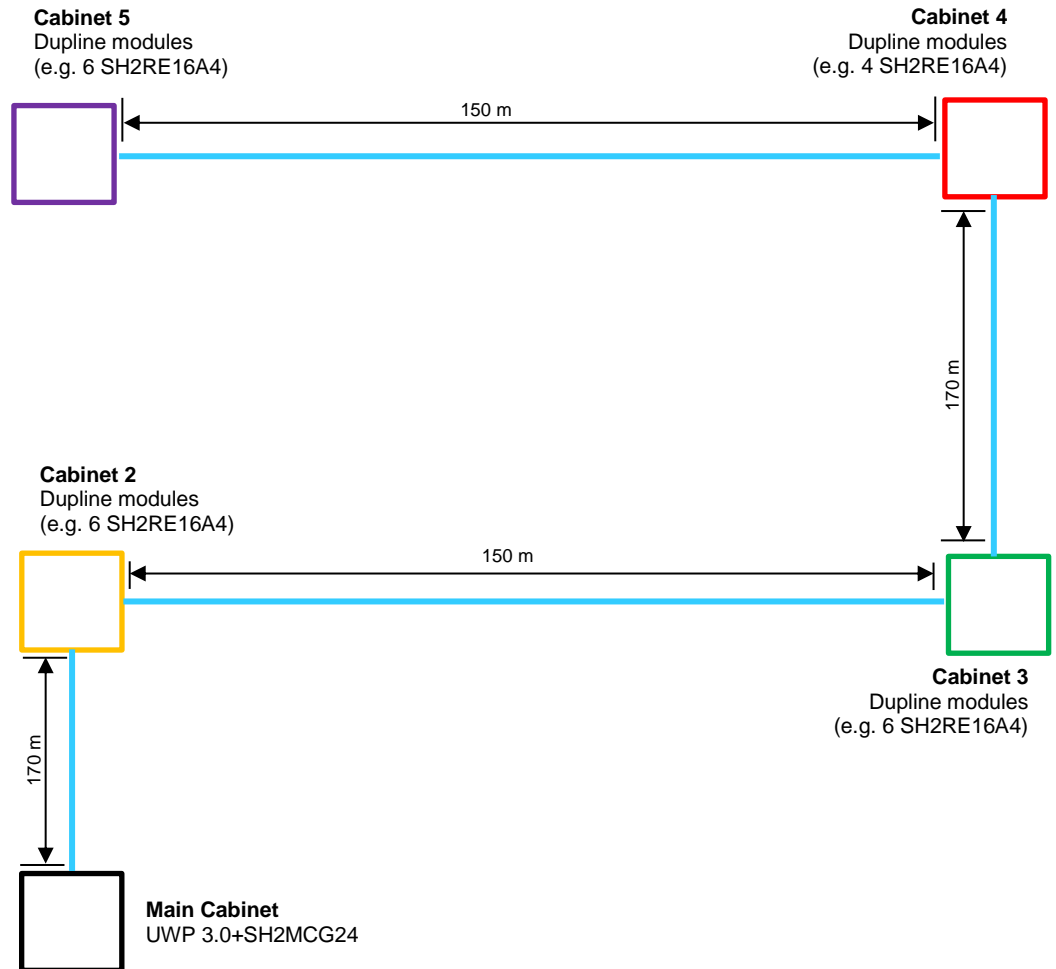 Cabinet 5
Dupline modules
(e.g. 6 SH2RE16A4)
Cabinet 4
Dupline modules
(e.g. 4 SH2RE16A4)
150 m
170 m
Cabinet 2
Dupline modules
(e.g. 6 SH2RE16A4)
150 m
Cabinet 3
Dupline modules
(e.g. 6 SH2RE16A4)
170 m
Main Cabinet
UWP 3.0+SH2MCG24